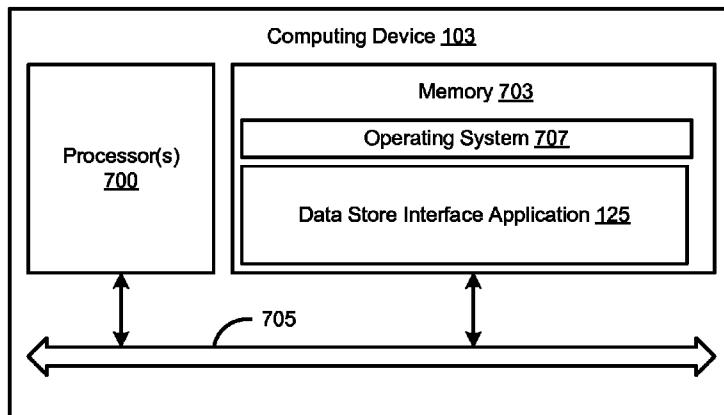 Computing Device 103
Processor(s)
700
Memory 703
Operating System 707
Data Store Interface Application 125
705